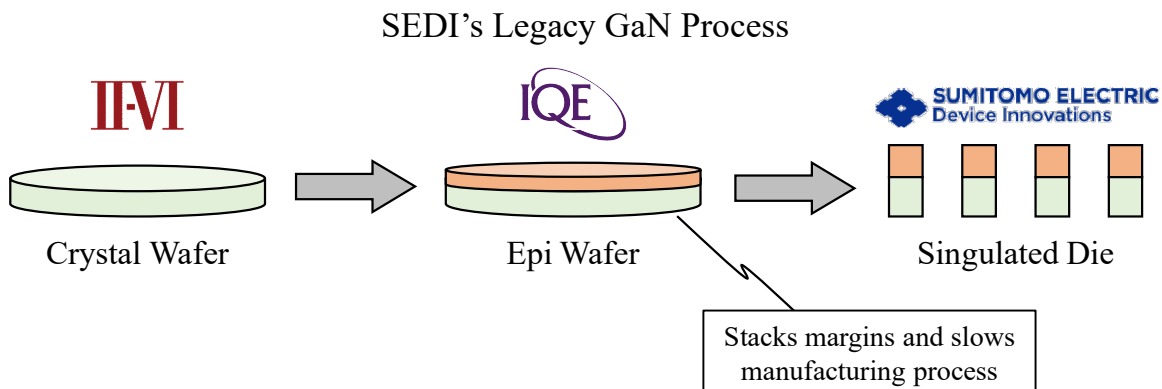 SEDI's Legacy GaN Process
II-VI
IQE
SUMITOMO ELECTRIC
Device Innovations
Crystal Wafer
Epi Wafer
Singulated Die
Stacks margins and slows
manufacturing process